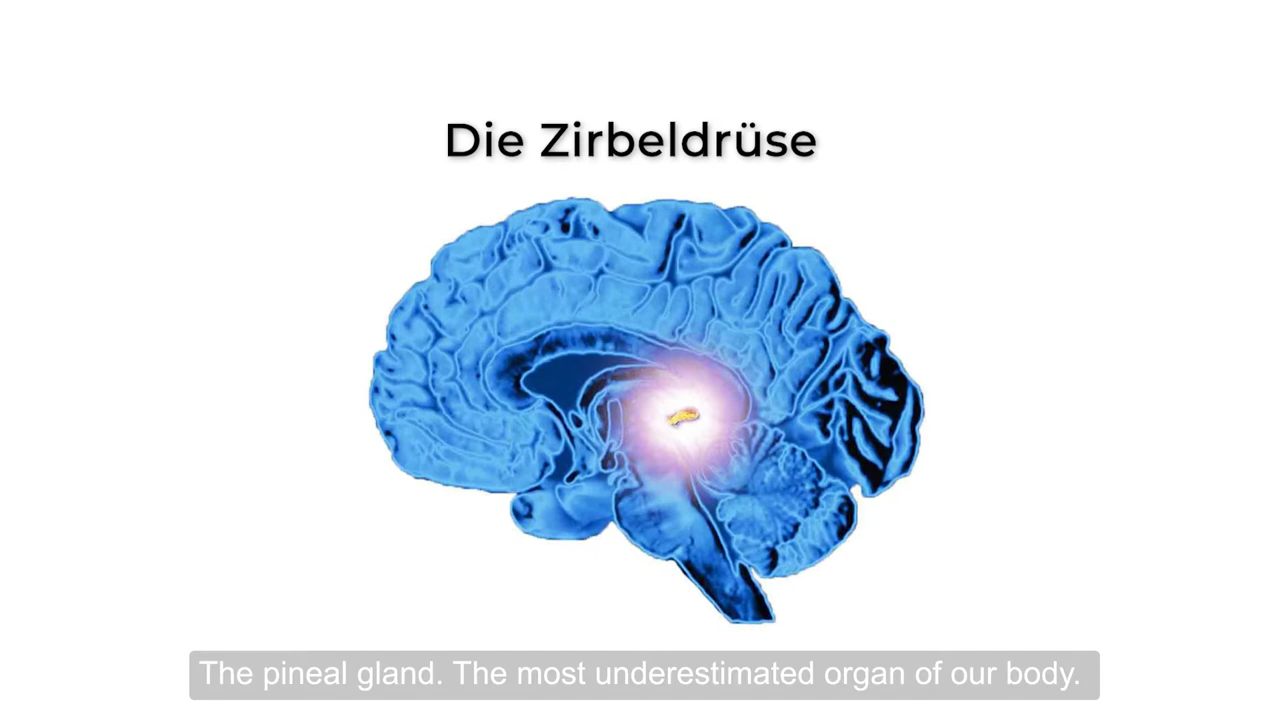 Die Zirbeldrüse
The pineal gland. The most underestimated organ of our body.